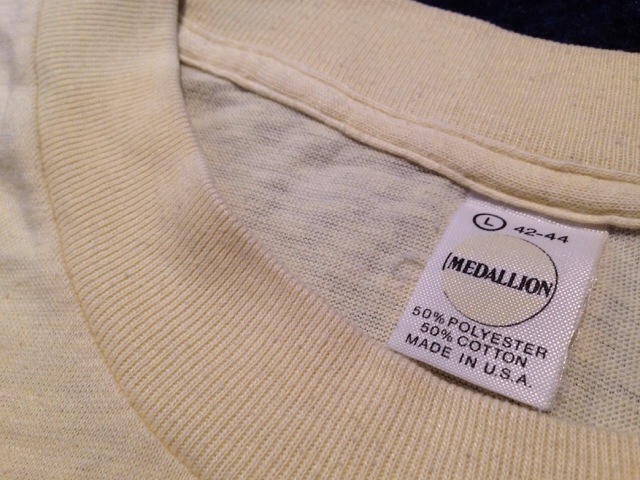 L 42-44
MEDALLION
50% POLYESTER
50% COTTON
MADE IN U.S.A.